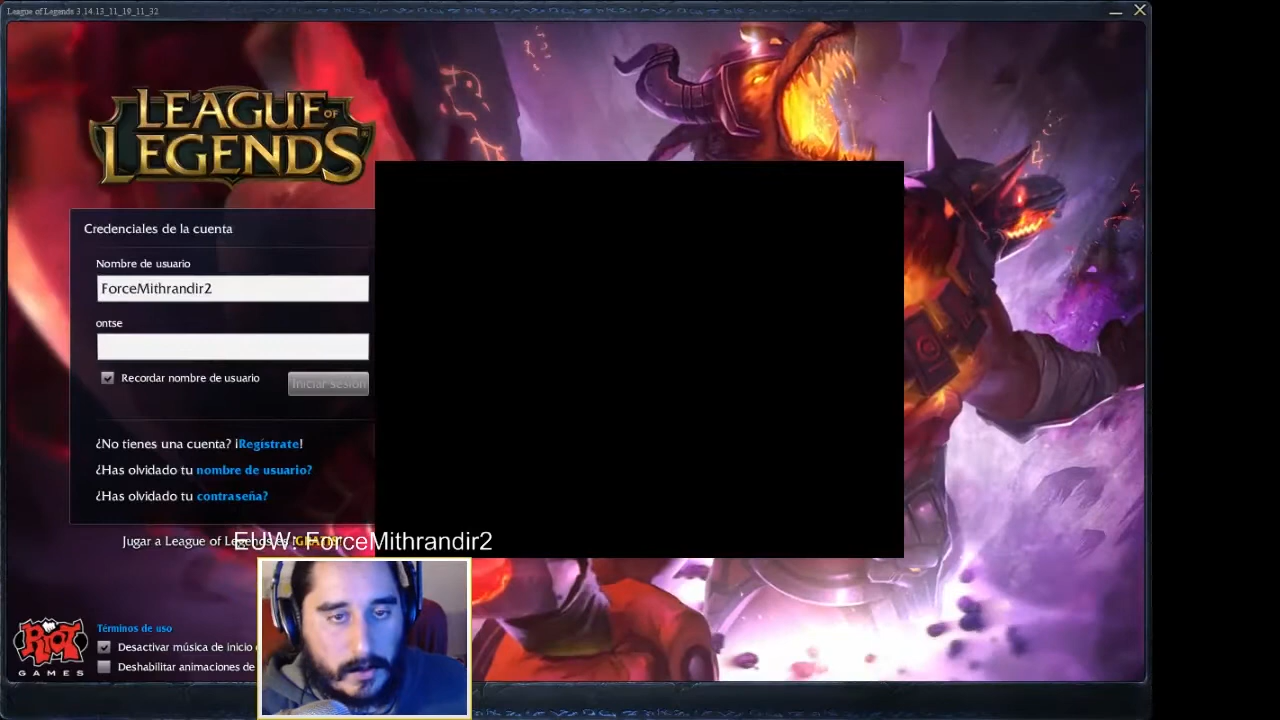 League of Legends 3.14.13_11_19_11_32
LEAGUE OF
LEGENDS
Credenciales de la cuenta
Nombre de usuario
ForceMithrandir2
ontse
Recordar nombre de usuario
Iniciar sesión
¿No tienes una cuenta? ¡Regístrate!
¿Has olvidado tu nombre de usuario?
¿Has olvidado tu contraseña?
Jugar a League of Legends es ¡GRATIS!
EUW: ForceMithrandir2
RIOT
GAMES
Términos de uso
Desactivar música de inicio
Deshabilitar animaciones de